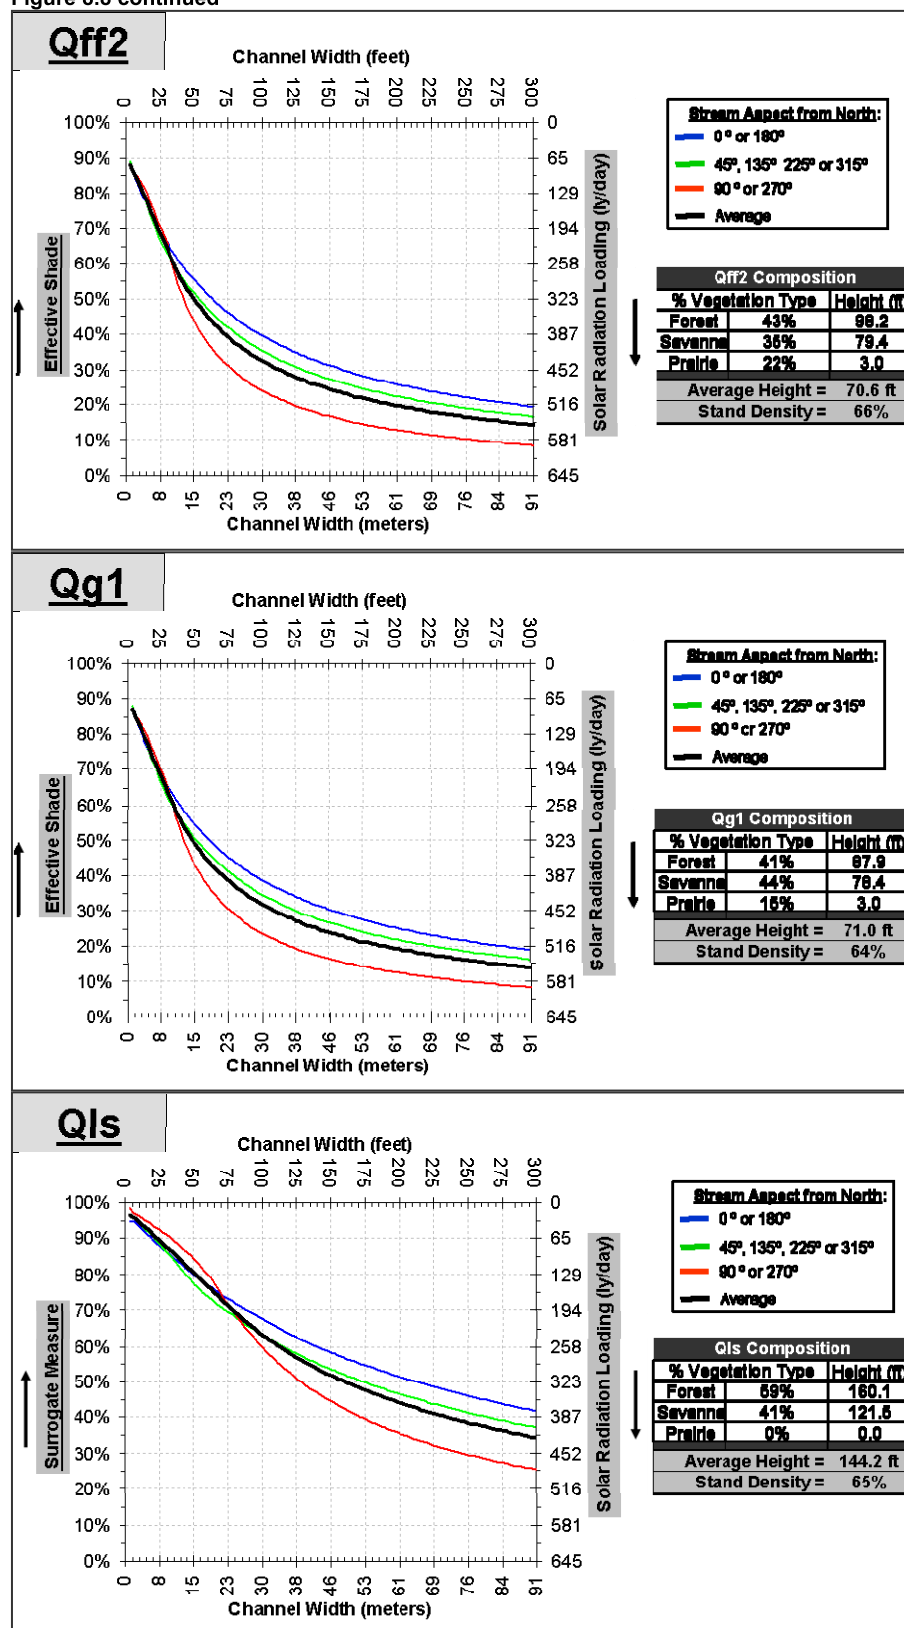 Figure 3.3 continued
Qff2
Channel Width (feet)
0 25 50 75 100 125 150 175 200 225 250 275 300
100% 0
90% 65
80% 129
70% 194
60% 258
50% 323
40% 387
30% 452
20% 516
10% 581
0% 645
Effective Shade
Solar Radiation Loading (ly/day)
0 8 15 23 30 38 46 53 61 69 76 84 91
Channel Width (meters)
Stream Aspect from North:
0° or 180°
45°, 135° 225° or 315°
90° or 270°
Average
Qff2 Composition
% Vegetation Type Height (ft)
Forest 43% 98.2
Savanna 35% 79.4
Prairie 22% 3.0
Average Height = 70.6 ft
Stand Density = 66%
Qg1
Channel Width (feet)
0 25 50 75 100 125 150 175 200 225 250 275 300
100% 0
90% 65
80% 129
70% 194
60% 258
50% 323
40% 387
30% 452
20% 516
10% 581
0% 645
Effective Shade
Solar Radiation Loading (ly/day)
0 8 15 23 30 38 46 53 61 69 76 84 91
Channel Width (meters)
Stream Aspect from North:
0° or 180°
45°, 135°, 225° or 315°
90° or 270°
Average
Qg1 Composition
% Vegetation Type Height (ft)
Forest 41% 87.9
Savanna 44% 78.4
Prairie 15% 3.0
Average Height = 71.0 ft
Stand Density = 64%
Qls
Channel Width (feet)
0 25 50 75 100 125 150 175 200 225 250 275 300
100% 0
90% 65
80% 129
70% 194
60% 258
50% 323
40% 387
30% 452
20% 516
10% 581
0% 645
Surrogate Measure
Solar Radiation Loading (ly/day)
0 8 15 23 30 38 46 53 61 69 76 84 91
Channel Width (meters)
Stream Aspect from North:
0° or 180°
45°, 135°, 225° or 315°
90° or 270°
Average
Qls Composition
% Vegetation Type Height (ft)
Forest 59% 160.1
Savanna 41% 121.5
Prairie 0% 0.0
Average Height = 144.2 ft
Stand Density = 65%